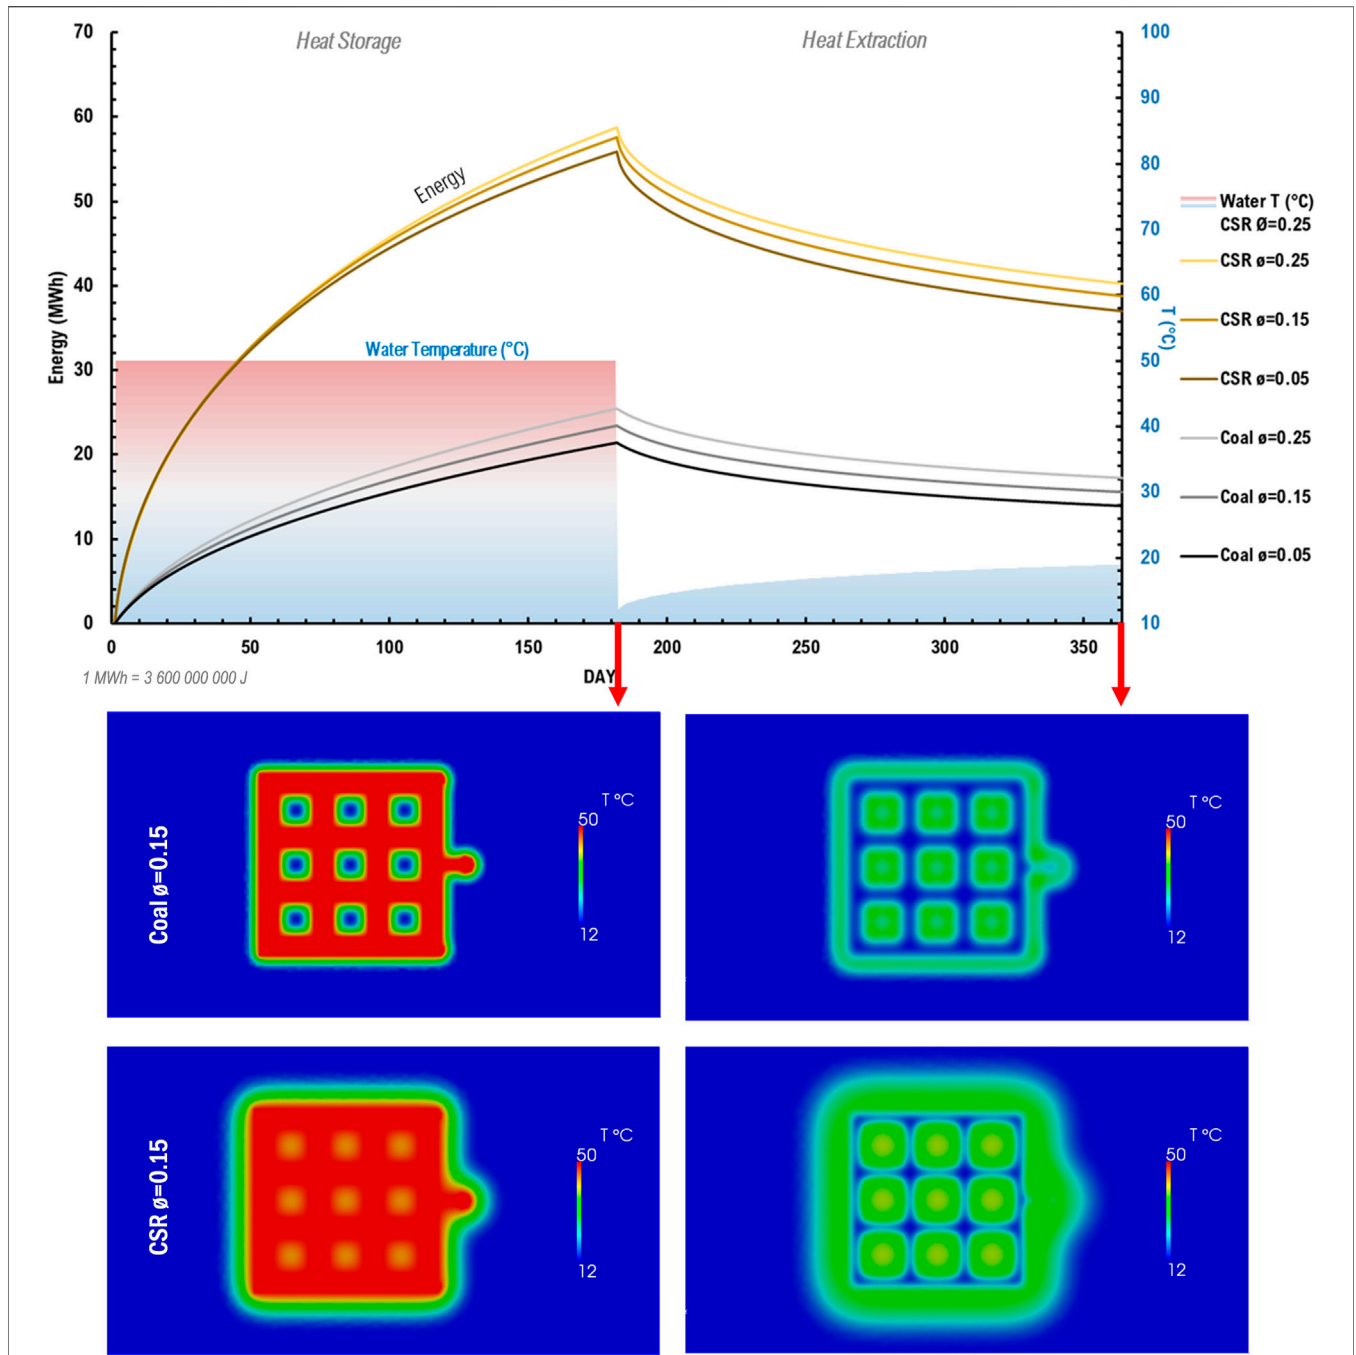 Heat Storage
Heat Extraction
70
60
50
40
30
20
10
0
Energy (MWh)
100
90
80
70
60
50
40
30
20
10
T (°C)
Energy
Water Temperature (°C)
0
50
100
150
200
250
300
350
DAY
1 MWh = 3 600 000 000 J
Water T (°C)
CSR Ø=0.25
CSR ø=0.25
CSR ø=0.15
CSR ø=0.05
Coal ø=0.25
Coal ø=0.15
Coal ø=0.05
Coal ø=0.15
T °C
50
12
T °C
50
12
CSR ø=0.15
T °C
50
12
T °C
50
12